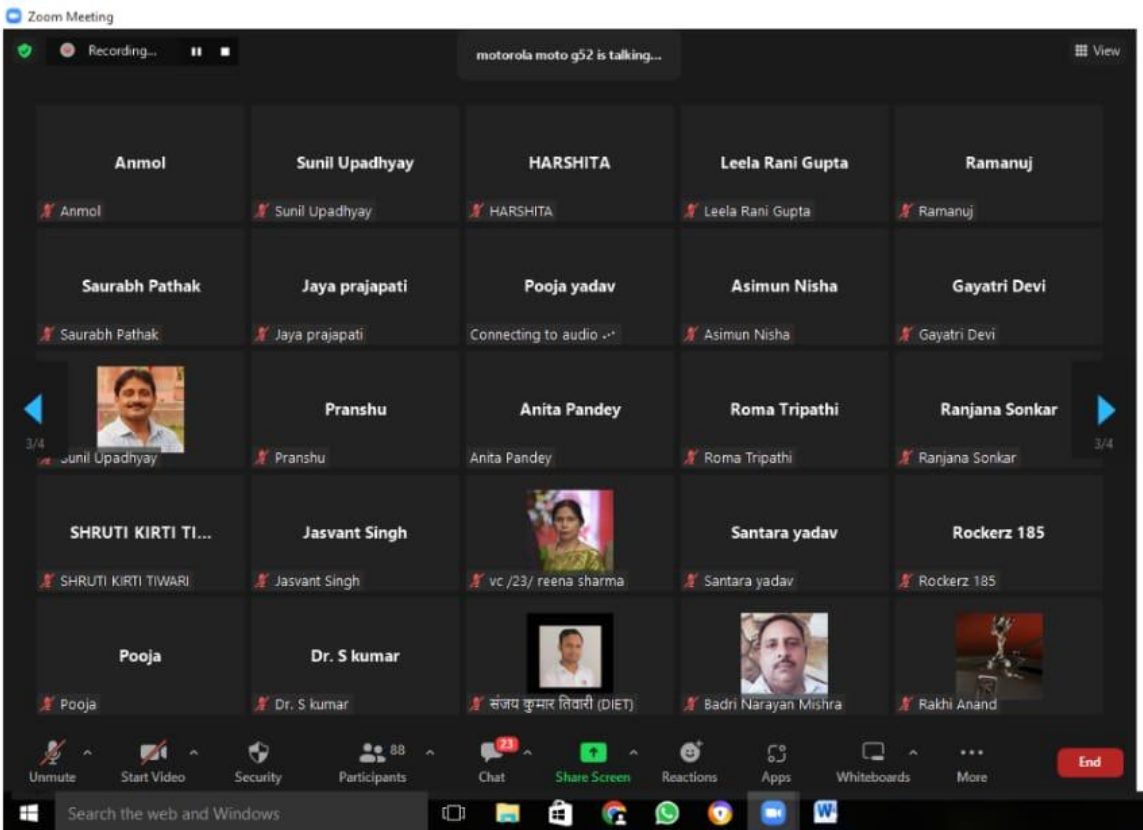 Zoom Meeting
Recording...
motorola moto g52 is talking...
View
Anmol
Sunil Upadhyay
HARSHITA
Leela Rani Gupta
Ramanuj
Anmol
Sunil Upadhyay
HARSHITA
Leela Rani Gupta
Ramanuj
Saurabh Pathak
Jaya prajapati
Pooja yadav
Asimun Nisha
Gayatri Devi
Saurabh Pathak
Jaya prajapati
Connecting to audio
Asimun Nisha
Gayatri Devi
Pranshu
Anita Pandey
Roma Tripathi
Ranjana Sonkar
3/4
3/4
Sunil Upadhyay
Pranshu
Anita Pandey
Roma Tripathi
Ranjana Sonkar
SHRUTI KIRTI TI...
Jasvant Singh
Santara yadav
Rockerz 185
SHRUTI KIRTI TIWARI
Jasvant Singh
vc /23/ reena sharma
Santara yadav
Rockerz 185
Pooja
Dr. S kumar
Pooja
Dr. S kumar
संजय कुमार तिवारी (DIET)
Badri Narayan Mishra
Rakhi Anand
88
23
Unmute
Start Video
Security
Participants
Chat
Share Screen
Reactions
Apps
Whiteboards
More
End
Search the web and Windows